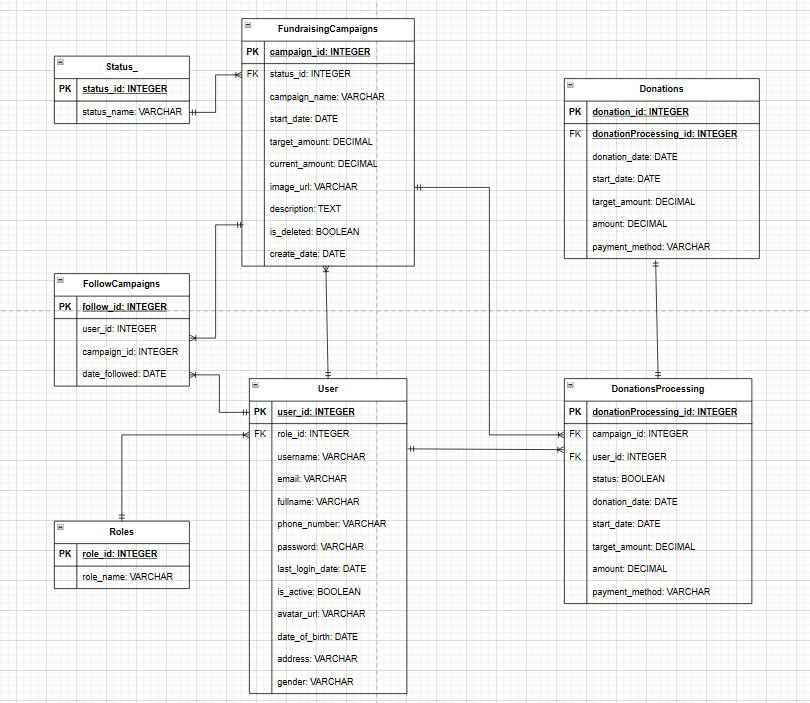 FundraisingCampaigns
PK campaign_id: INTEGER
FK status_id: INTEGER
campaign_name: VARCHAR
start_date: DATE
target_amount: DECIMAL
current_amount: DECIMAL
image_url: VARCHAR
description: TEXT
is_deleted: BOOLEAN
create_date: DATE
Status_
PK status_id: INTEGER
status_name: VARCHAR
Donations
PK donation_id: INTEGER
FK donationProcessing_id: INTEGER
donation_date: DATE
start_date: DATE
target_amount: DECIMAL
amount: DECIMAL
payment_method: VARCHAR
FollowCampaigns
PK follow_id: INTEGER
user_id: INTEGER
campaign_id: INTEGER
date_followed: DATE
User
PK user_id: INTEGER
FK role_id: INTEGER
username: VARCHAR
email: VARCHAR
fullname: VARCHAR
phone_number: VARCHAR
password: VARCHAR
last_login_date: DATE
is_active: BOOLEAN
avatar_url: VARCHAR
date_of_birth: DATE
address: VARCHAR
gender: VARCHAR
DonationsProcessing
PK donationProcessing_id: INTEGER
FK campaign_id: INTEGER
FK user_id: INTEGER
status: BOOLEAN
donation_date: DATE
start_date: DATE
target_amount: DECIMAL
amount: DECIMAL
payment_method: VARCHAR
Roles
PK role_id: INTEGER
role_name: VARCHAR